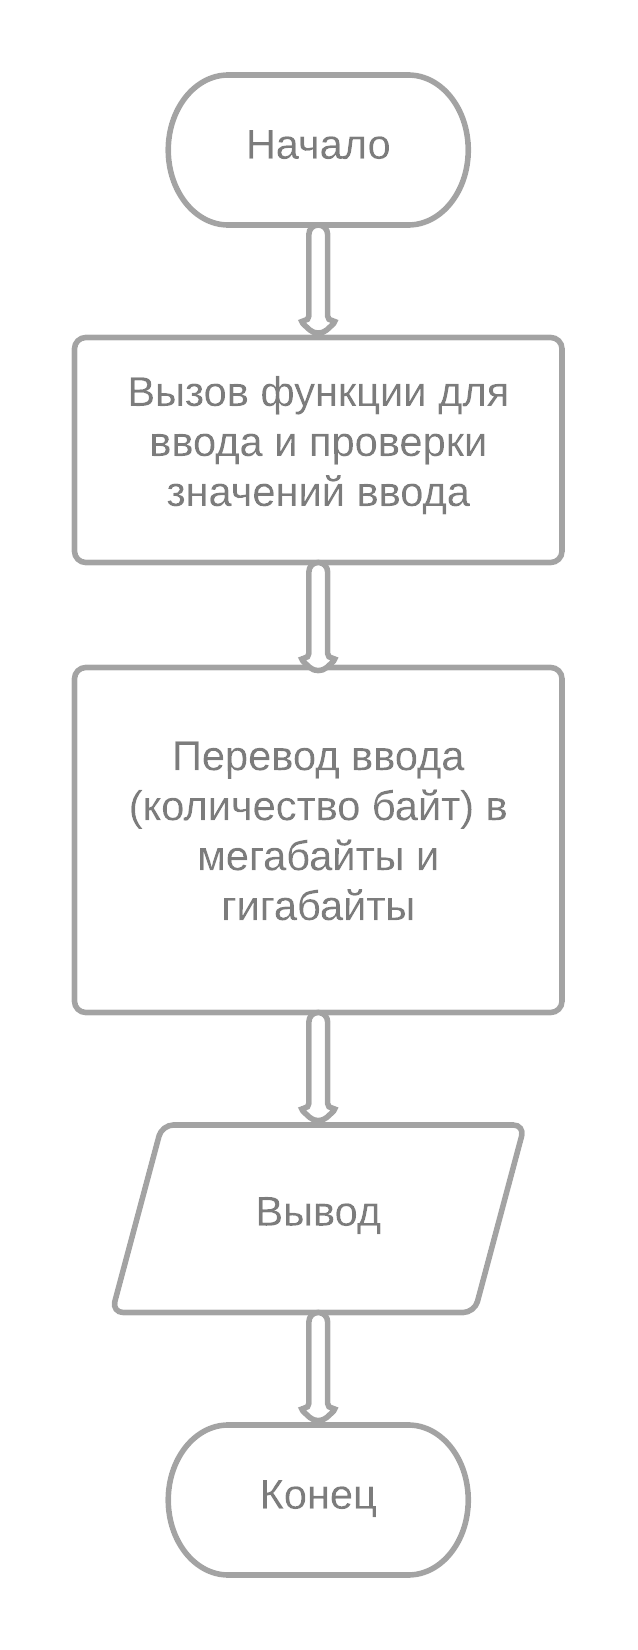 Начало
Вызов функции для
ввода и проверки
значений ввода
Перевод ввода
(количество байт) в
мегабайты и
гигабайты
Вывод
Конец